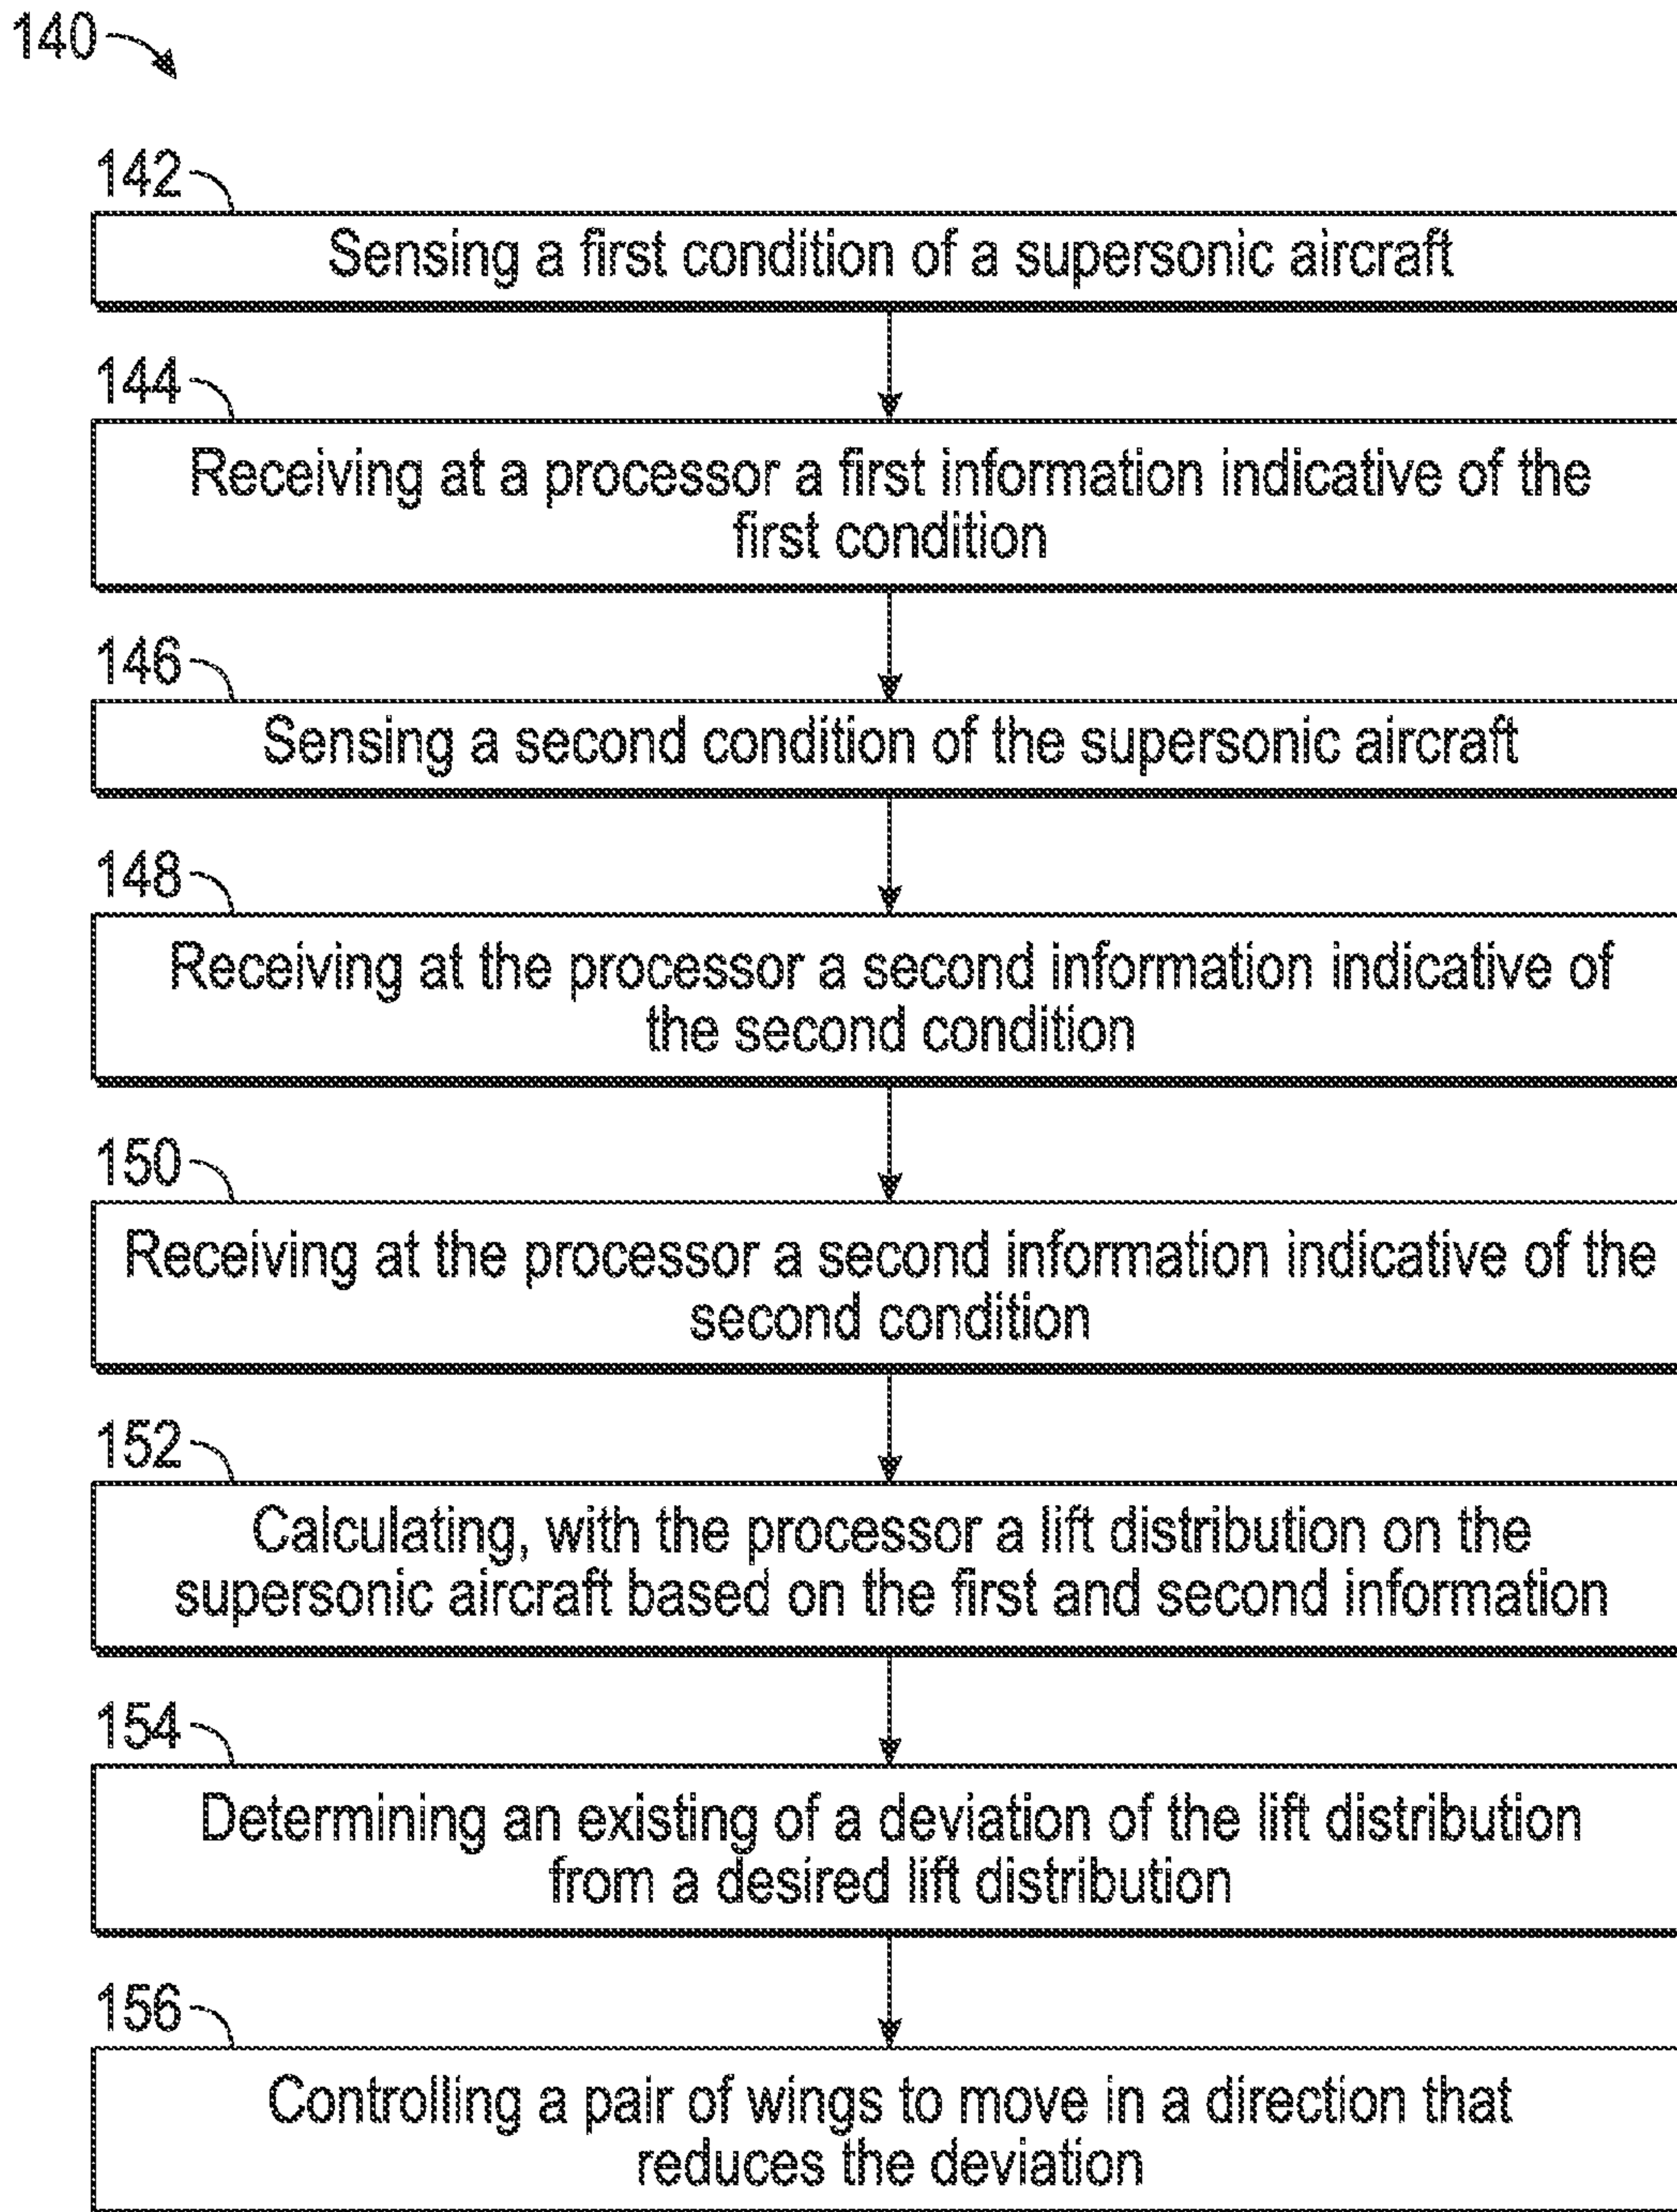 140
142
Sensing a first condition of a supersonic aircraft
144
Receiving at a processor a first information indicative of the
first condition
146
Sensing a second condition of the supersonic aircraft
148
Receiving at the processor a second information indicative of
the second condition
150
Receiving at the processor a second information indicative of the
second condition
152
Calculating, with the processor a lift distribution on the
supersonic aircraft based on the first and second information
154
Determining an existing of a deviation of the lift distribution
from a desired lift distribution
156
Controlling a pair of wings to move in a direction that
reduces the deviation